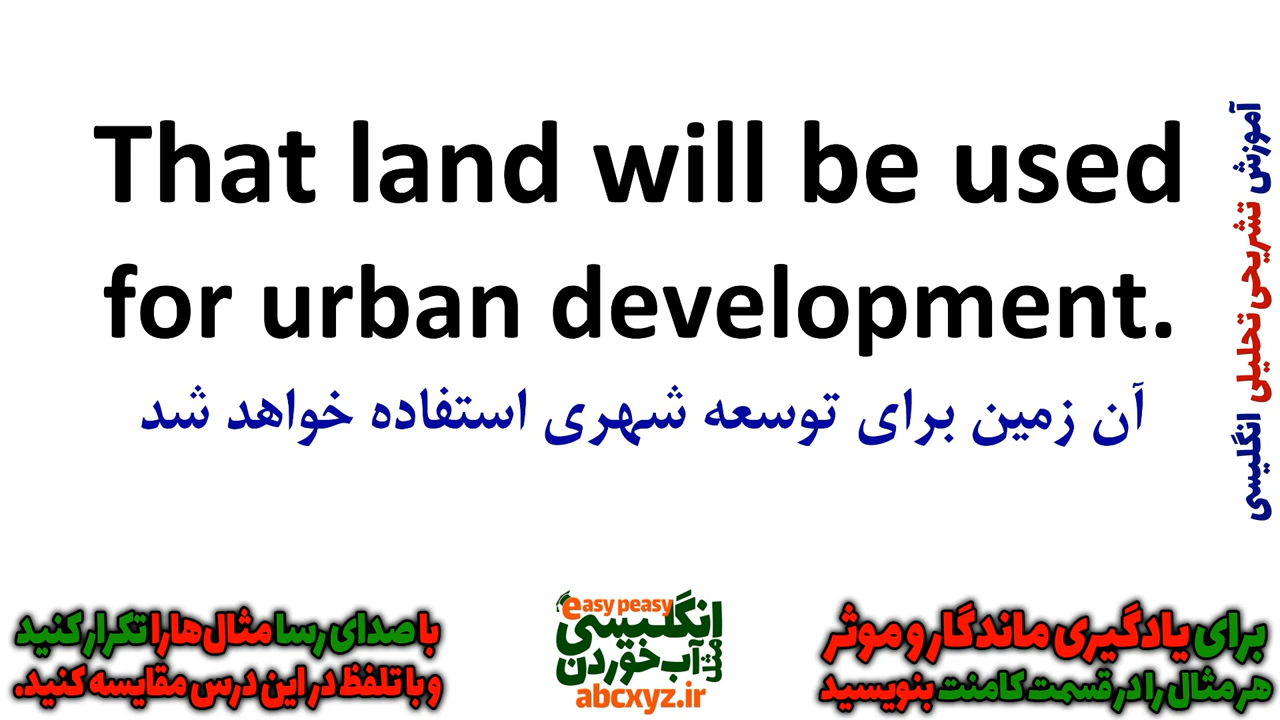 That land will be used
for urban development.
آن زمین برای توسعه شهری استفاده خواهد شد
آموزش تشریحی تحلیلی انگلیسی
برای یادگیری ماندگار و موثر
هر مثال را در قسمت کامنت بنویسید
easy peasy
انگلیسی
مثل آب خوردن
abcxyz.ir
با صدای رسا مثال ها را تکرار کنید
و با تلفظ در این درس مقایسه کنید.